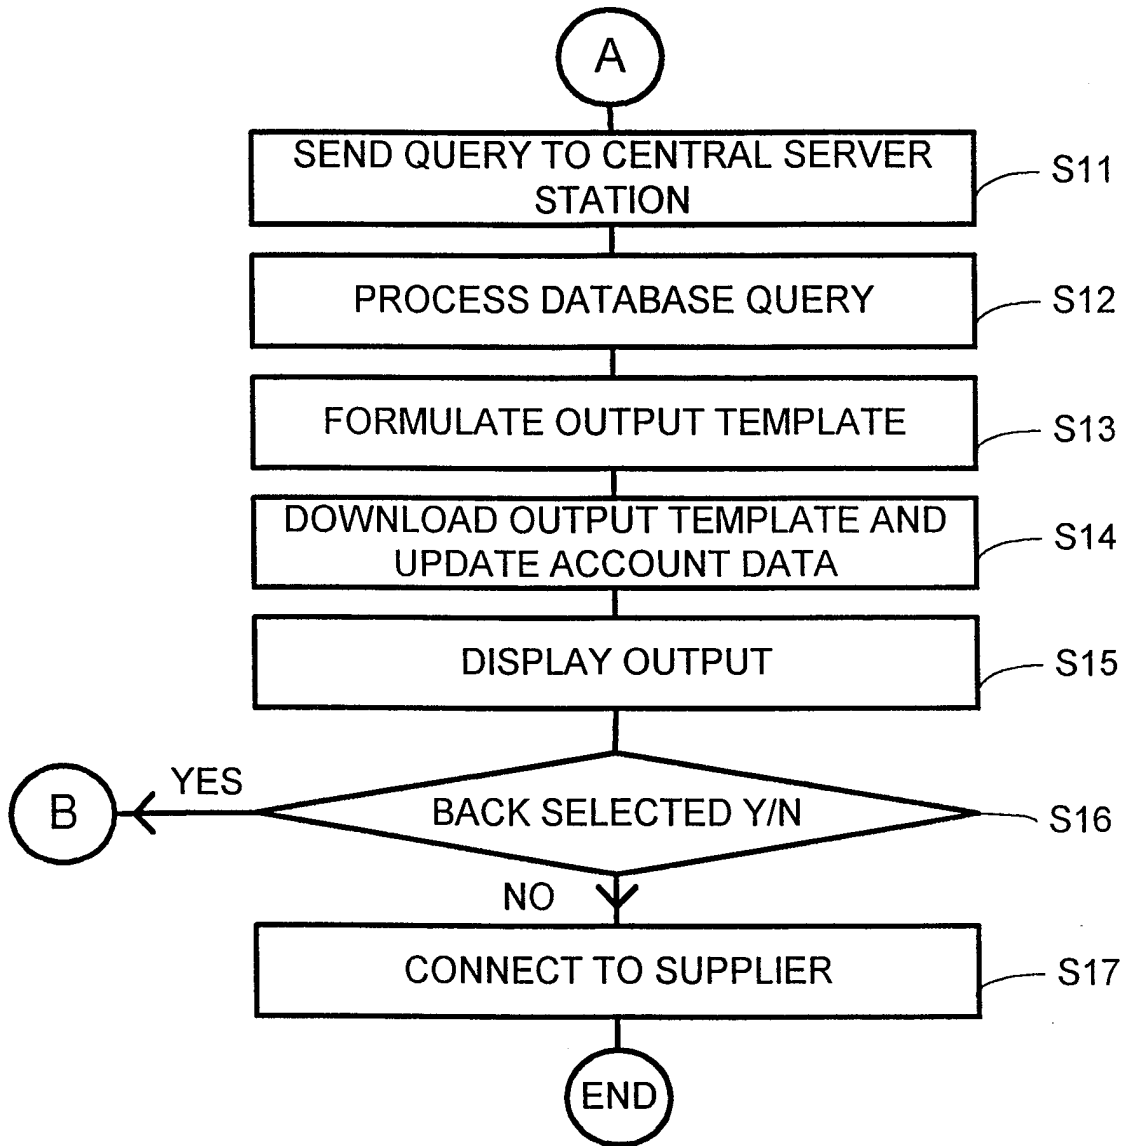 A
SEND QUERY TO CENTRAL SERVER
STATION
S11
PROCESS DATABASE QUERY
S12
FORMULATE OUTPUT TEMPLATE
S13
DOWNLOAD OUTPUT TEMPLATE AND
UPDATE ACCOUNT DATA
S14
DISPLAY OUTPUT
S15
YES
B
BACK SELECTED Y/N
S16
NO
CONNECT TO SUPPLIER
S17
END